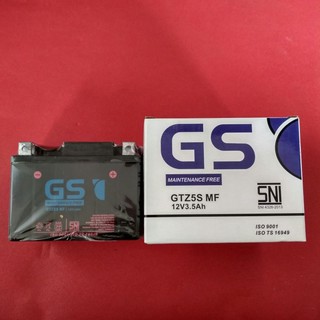 GS
GS
MAINTENANCE FREE
GTZ5S MF
12V3.5Ah
SNI
ISO 9001
ISO TS 16949